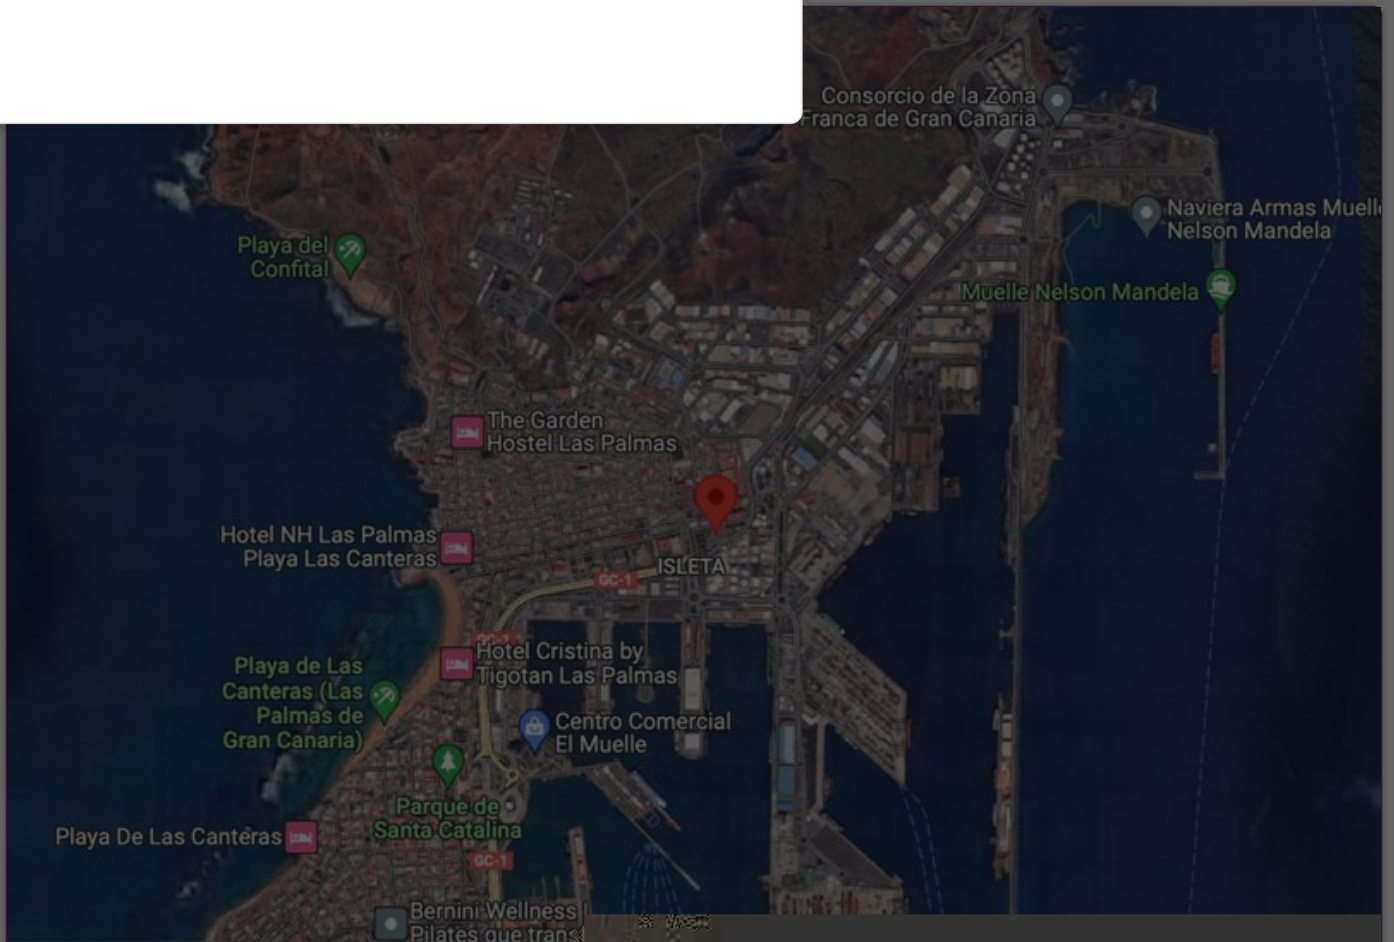 Consorcio de la Zona
Franca de Gran Canaria
Naviera Armas Muell
Nelson Mandela
Playa del
Confital
Muelle Nelson Mandela
The Garden
Hostel Las Palmas
Hotel NH Las Palmas
Playa Las Canteras
ISLETA
GC-1
GC-1
Hotel Cristina by
Tigotan Las Palmas
Playa de Las
Canteras (Las
Palmas de
Gran Canaria)
Centro Comercial
El Muelle
Parque de
Santa Catalina
Playa De Las Canteras
GC-1
Bernini Wellness |
Pilates que trans